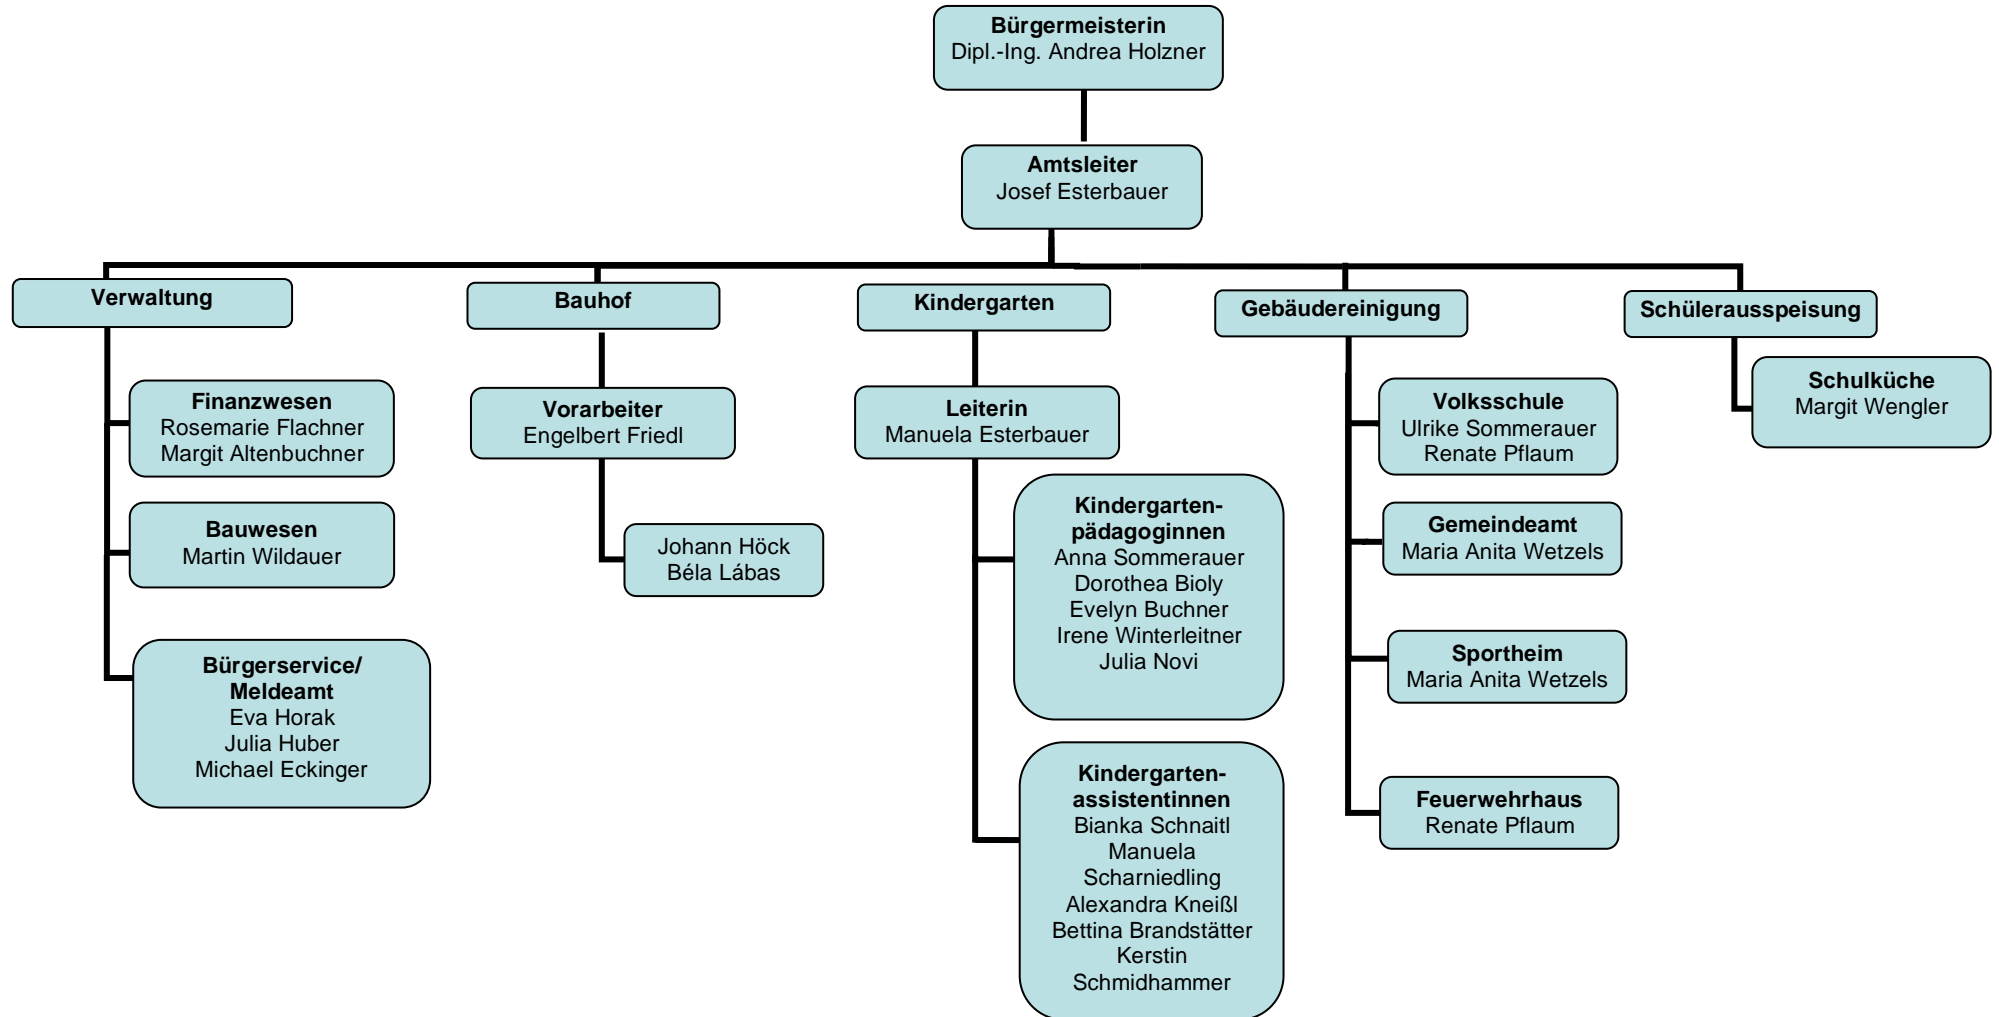 Bürgermeisterin
Dipl.-Ing. Andrea Holzner
Amtsleiter
Josef Esterbauer
Verwaltung
Finanzwesen
Rosemarie Flachner
Margit Altenbuchner
Bauwesen
Martin Wildauer
Bürgerservice/
Meldeamt
Eva Horak
Julia Huber
Michael Eckinger
Bauhof
Vorarbeiter
Engelbert Friedl
Johann Höck
Béla Lábas
Kindergarten
Leiterin
Manuela Esterbauer
Kindergarten-
pädagoginnen
Anna Sommerauer
Dorothea Bioly
Evelyn Buchner
Irene Winterleitner
Julia Novi
Kindergarten-
assistentinnen
Bianka Schnaitl
Manuela
Scharniedling
Alexandra Kneißl
Bettina Brandstätter
Kerstin
Schmidhammer
Gebäudereinigung
Volksschule
Ulrike Sommerauer
Renate Pflaum
Gemeindeamt
Maria Anita Wetzels
Sportheim
Maria Anita Wetzels
Feuerwehrhaus
Renate Pflaum
Schülerausspeisung
Schulküche
Margit Wengler